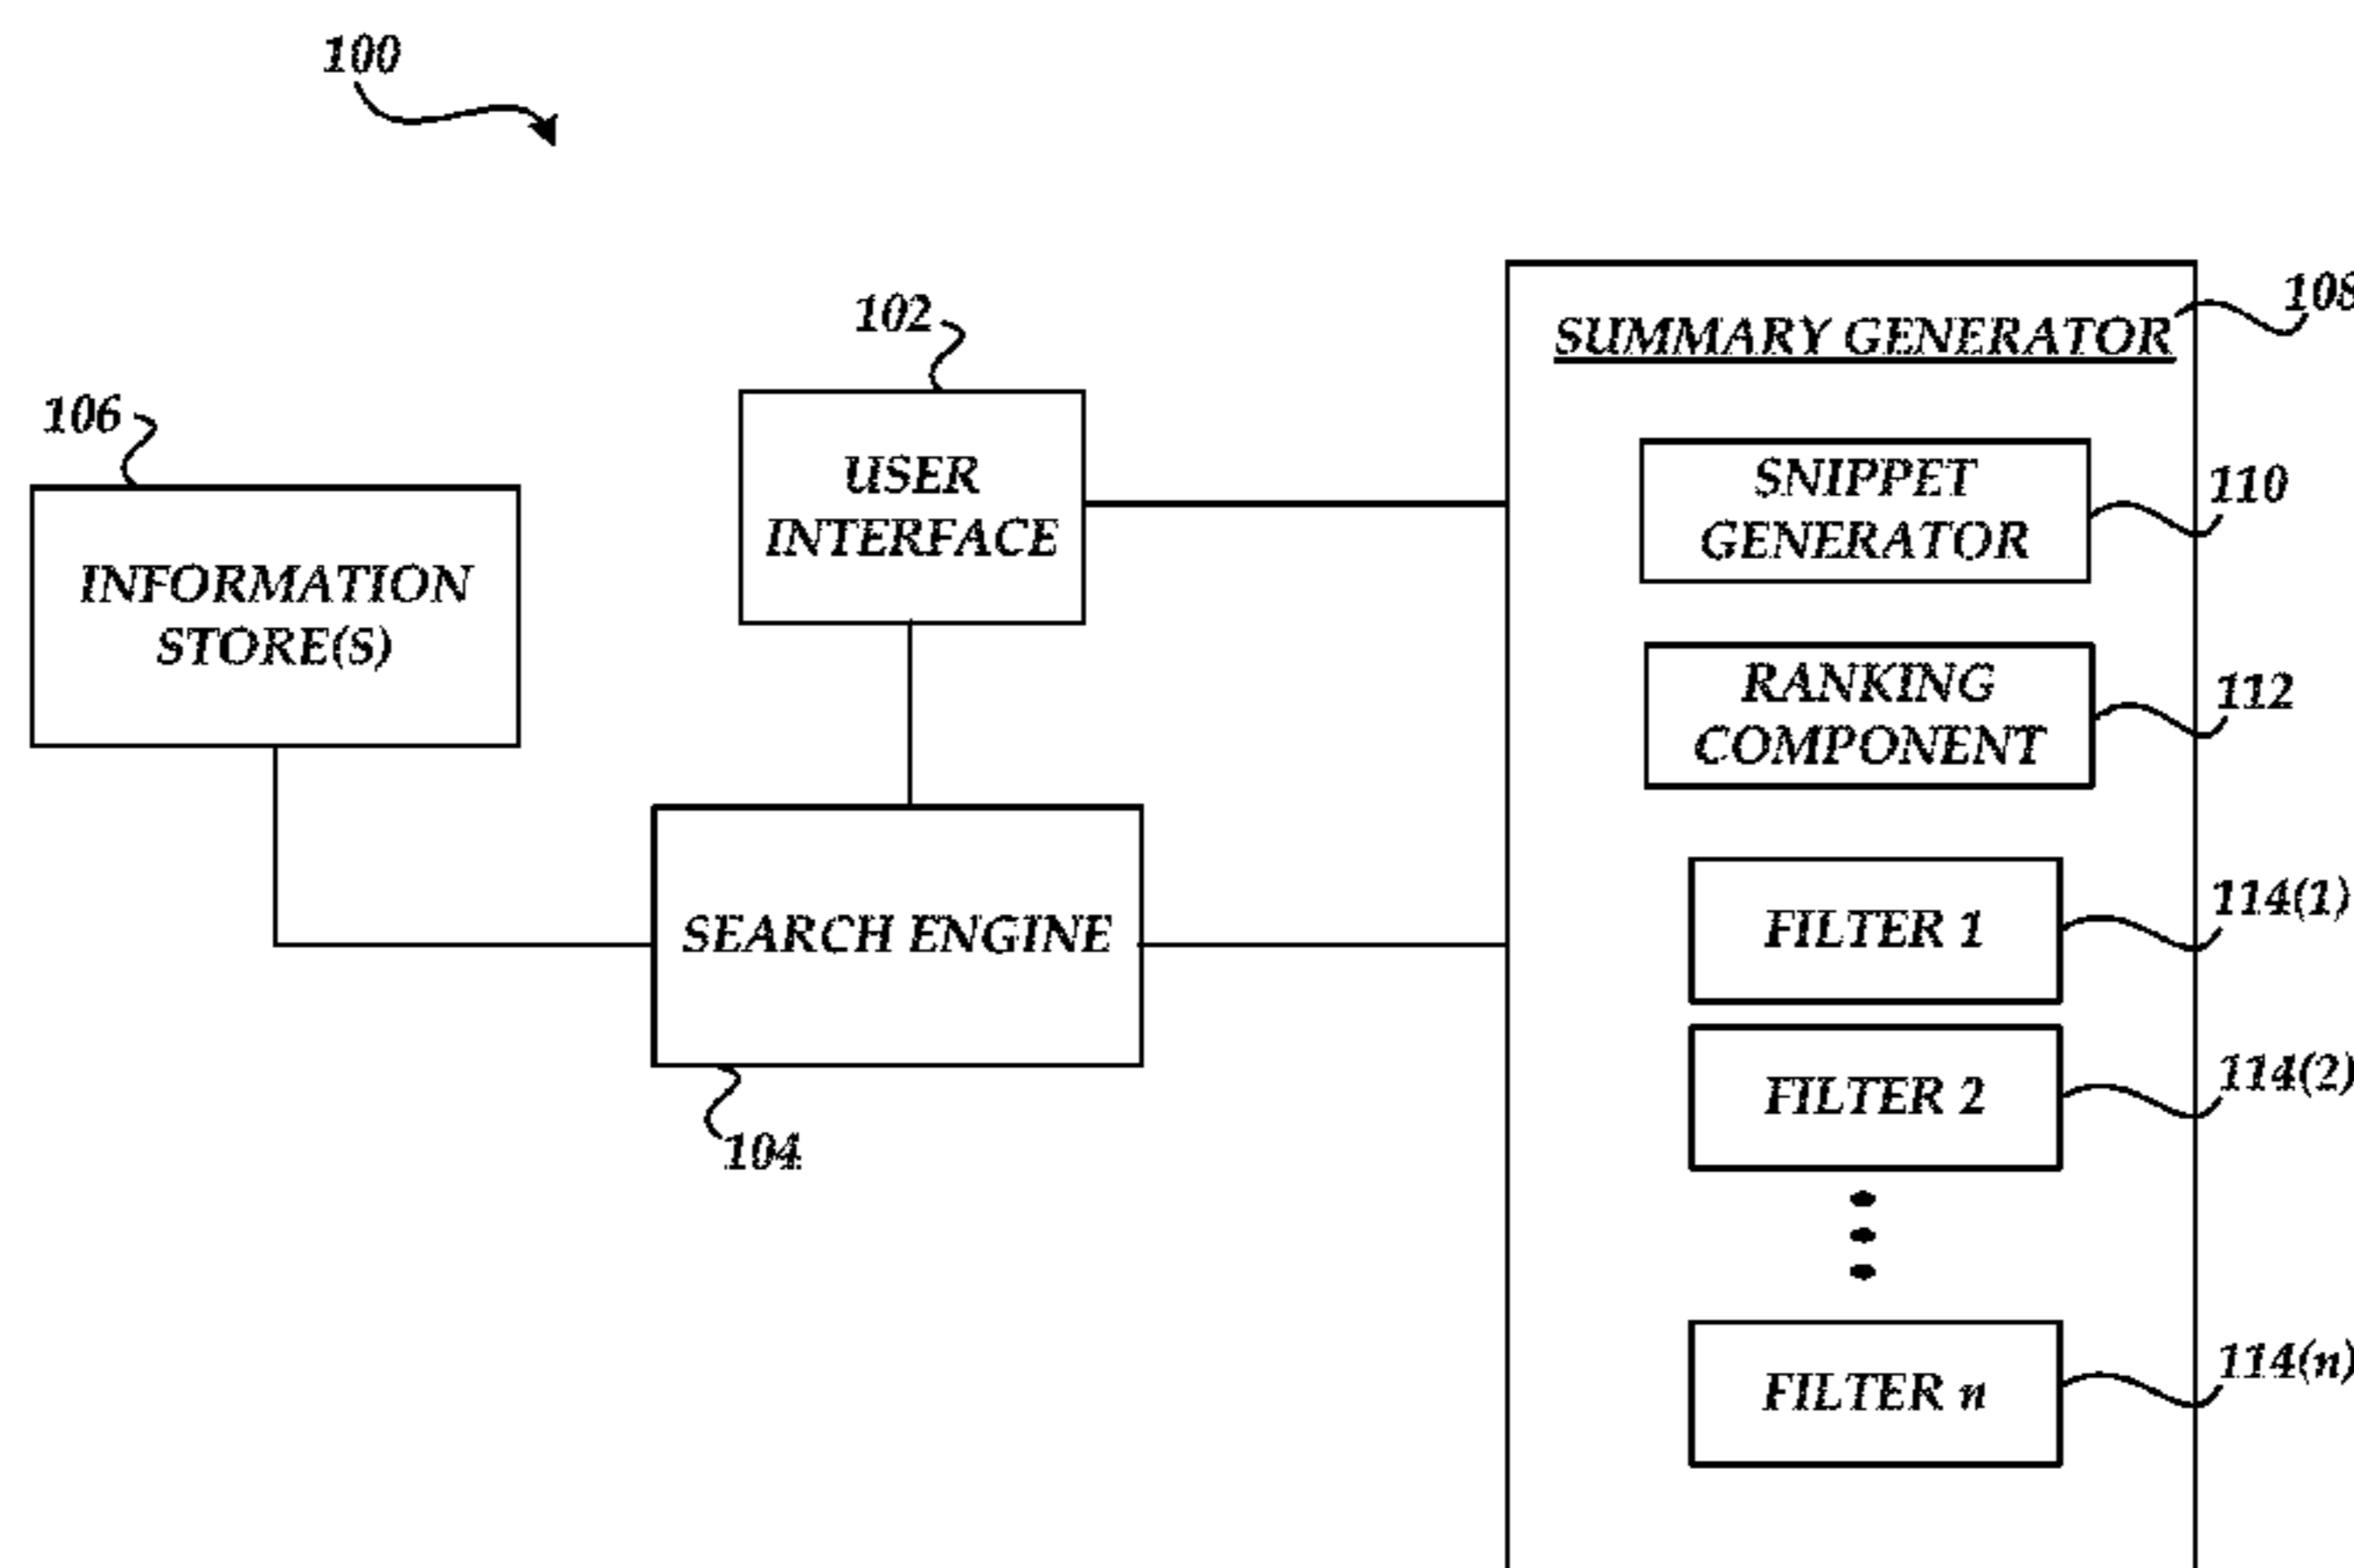 100
102
108
SUMMARY GENERATOR
106
USER
INTERFACE
SNIPPET
GENERATOR
110
INFORMATION
STORE(S)
RANKING
COMPONENT
112
SEARCH ENGINE
FILTER 1
114(1)
104
FILTER 2
114(2)
FILTER n
114(n)